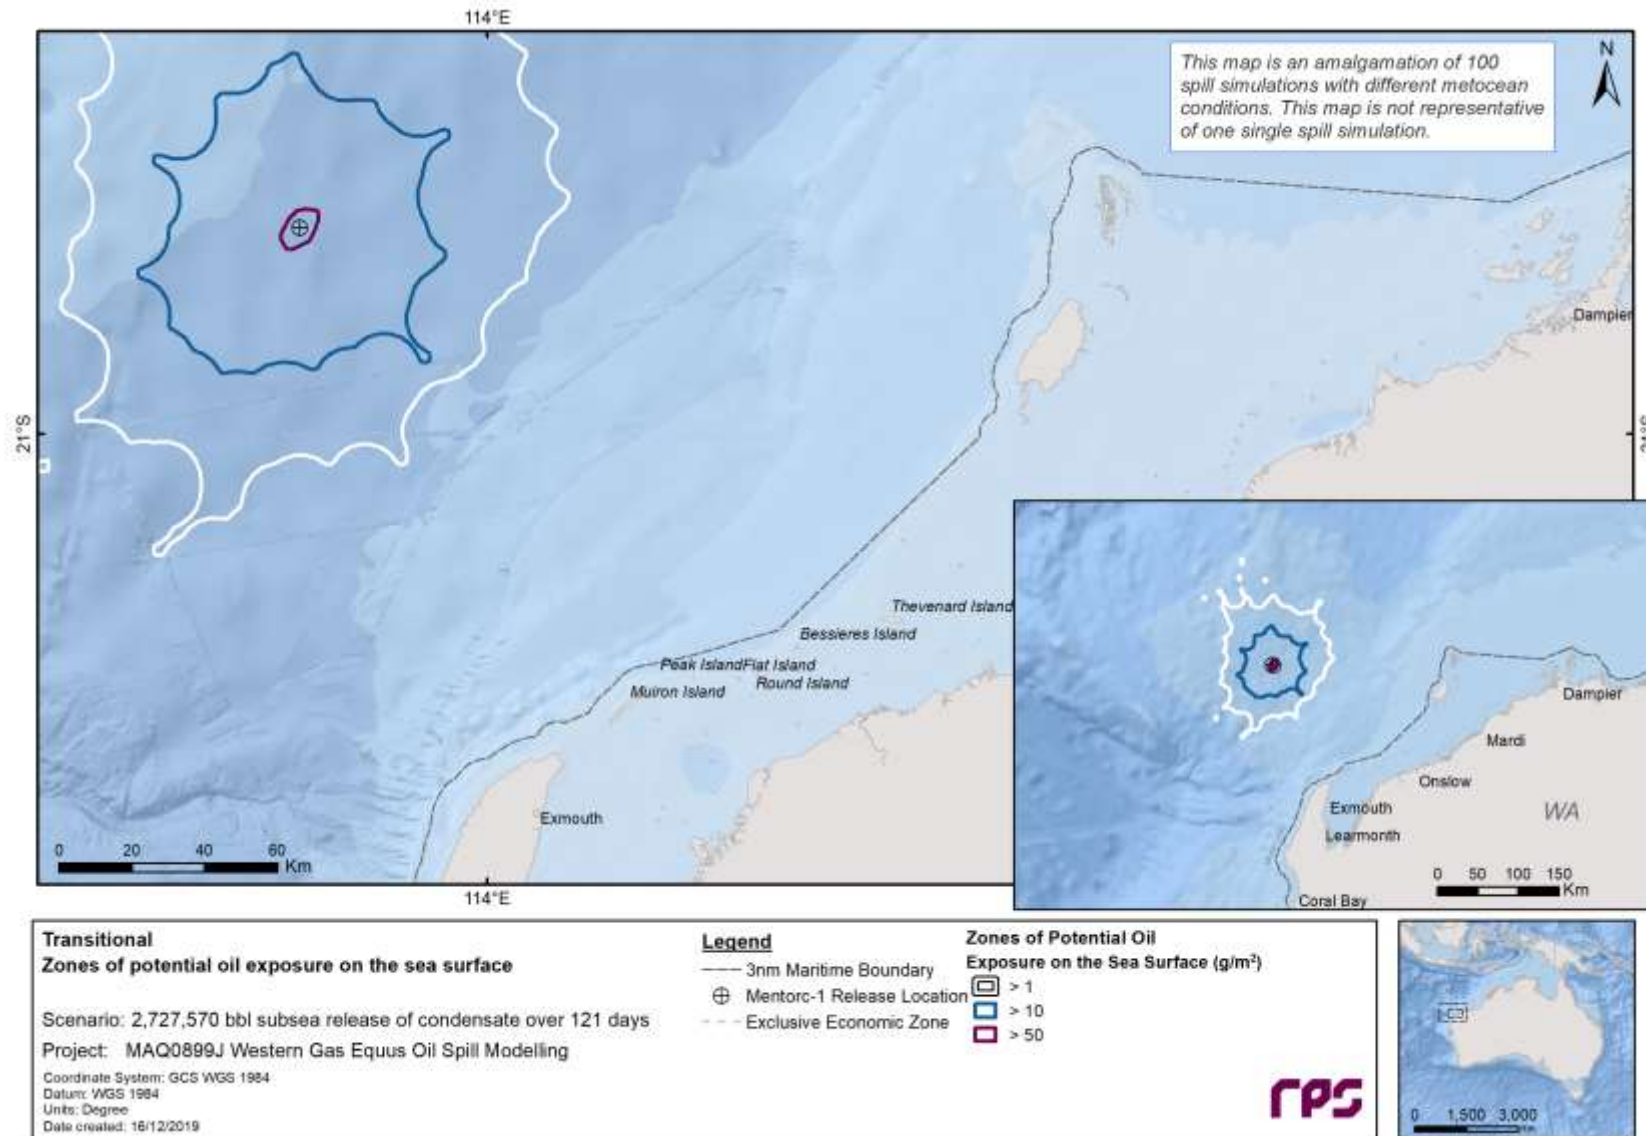 114°E
This map is an amalgamation of 100
spill simulations with different metocean
conditions. This map is not representative
of one single spill simulation.
N
Dampier
21°S
21°S
Thevenard Island
Bessieres Island
Peak Island Flat Island
Round Island
Muiron Island
Exmouth
0 20 40 60
Km
114°E
Dampier
Mardi
Onslow
Exmouth
WA
Learmonth
0 50 100 150
Km
Coral Bay
Transitional
Zones of potential oil exposure on the sea surface
Scenario: 2,727,570 bbl subsea release of condensate over 121 days
Project: MAQ0899J Western Gas Equus Oil Spill Modelling
Coordinate System: GCS WGS 1984
Datum: WGS 1984
Units: Degree
Date created: 16/12/2019
Legend
3nm Maritime Boundary
Mentorc-1 Release Location
Exclusive Economic Zone
Zones of Potential Oil
Exposure on the Sea Surface (g/m²)
> 1
> 10
> 50
rps
0 1,500 3,000